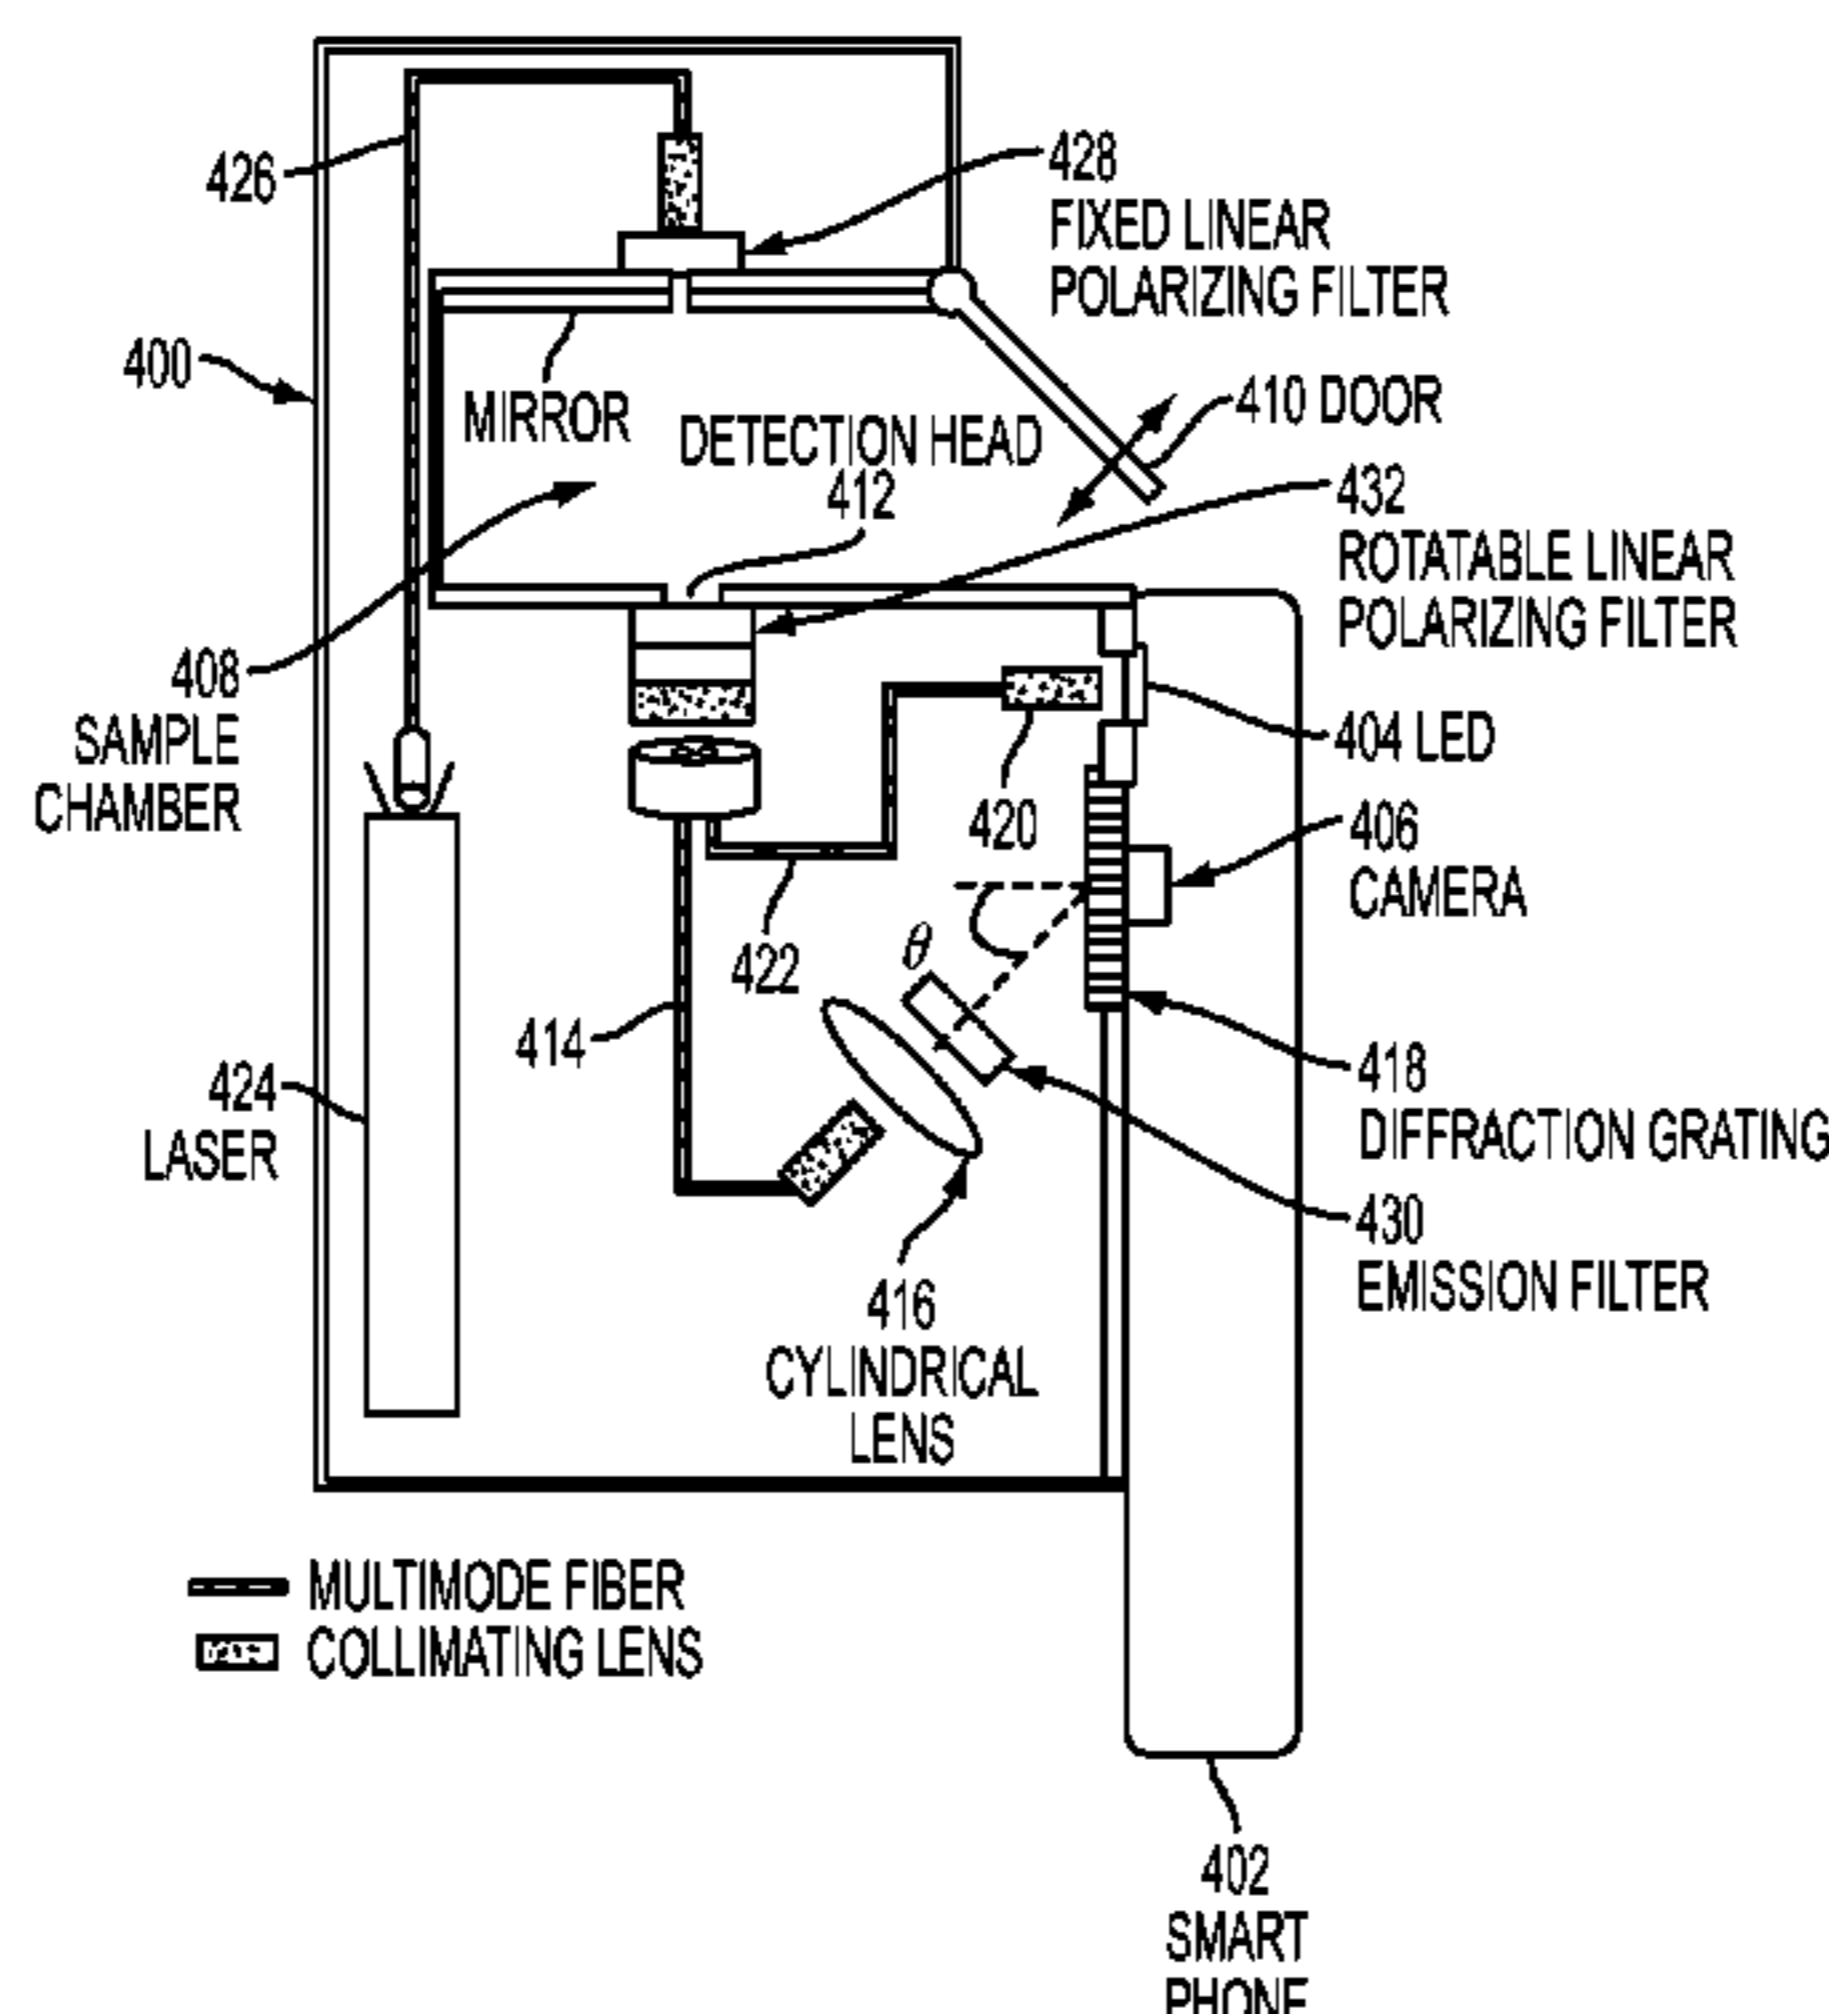 426
428
FIXED LINEAR
POLARIZING FILTER
400
MIRROR
DETECTION HEAD
412
410 DOOR
432
ROTATABLE LINEAR
POLARIZING FILTER
408
SAMPLE
CHAMBER
404 LED
420
406
CAMERA
422
θ
414
424
LASER
418
DIFFRACTION GRATING
430
EMISSION FILTER
416
CYLINDRICAL
LENS
MULTIMODE FIBER
COLLIMATING LENS
402
SMART
PHONE